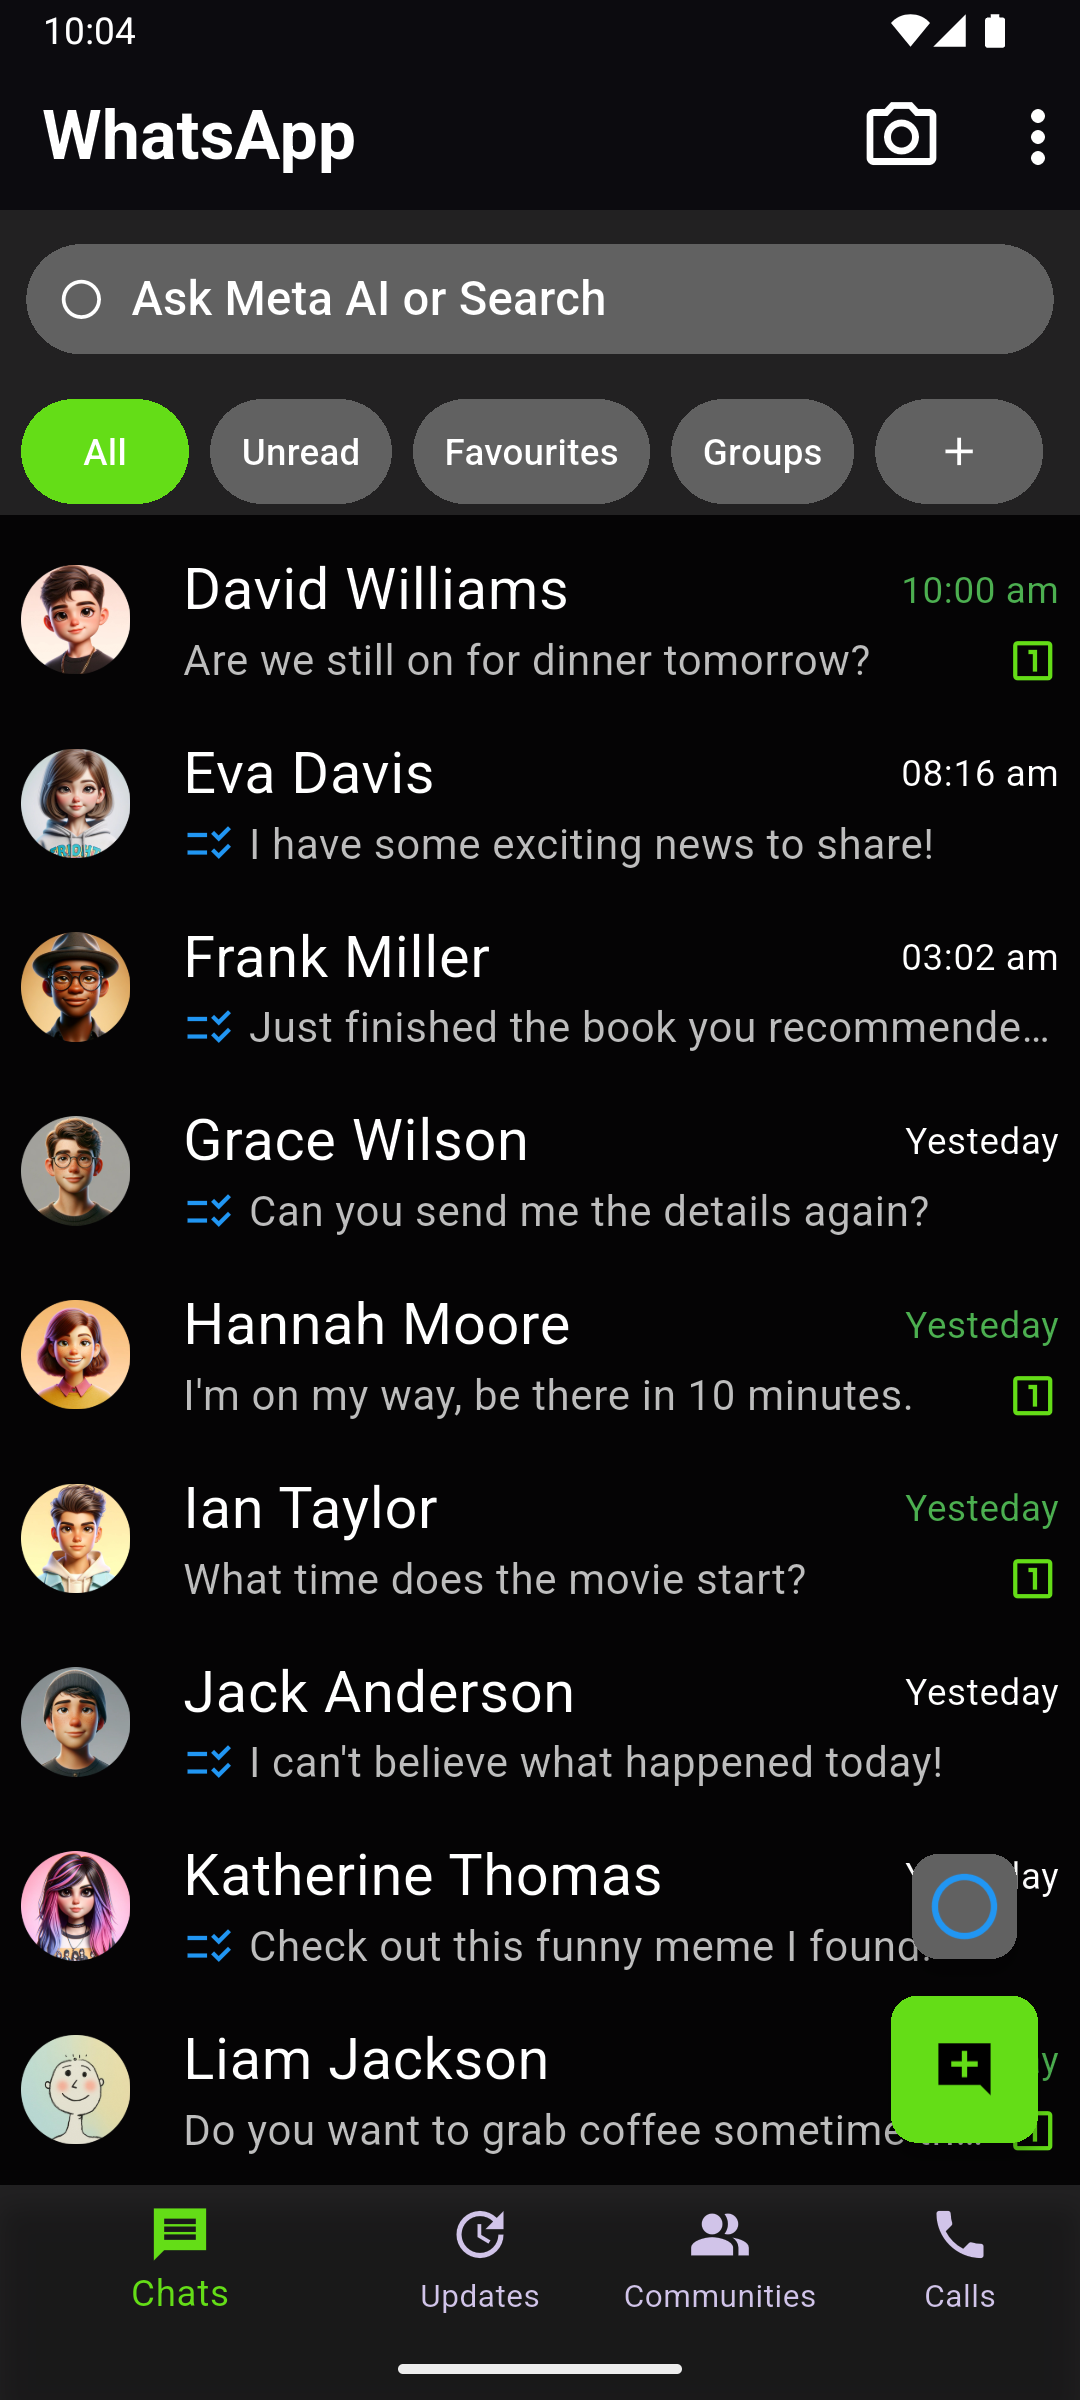 10:04
WhatsApp
Ask Meta AI or Search
All Unread Favourites Groups +
David Williams 10:00 am
Are we still on for dinner tomorrow? 1
Eva Davis 08:16 am
I have some exciting news to share!
Frank Miller 03:02 am
Just finished the book you recommende...
Grace Wilson Yesteday
Can you send me the details again?
Hannah Moore Yesteday
I'm on my way, be there in 10 minutes. 1
Ian Taylor Yesteday
What time does the movie start? 1
Jack Anderson Yesteday
I can't believe what happened today!
Katherine Thomas
Check out this funny meme I found!
Liam Jackson
Do you want to grab coffee sometime 1
Chats Updates Communities Calls